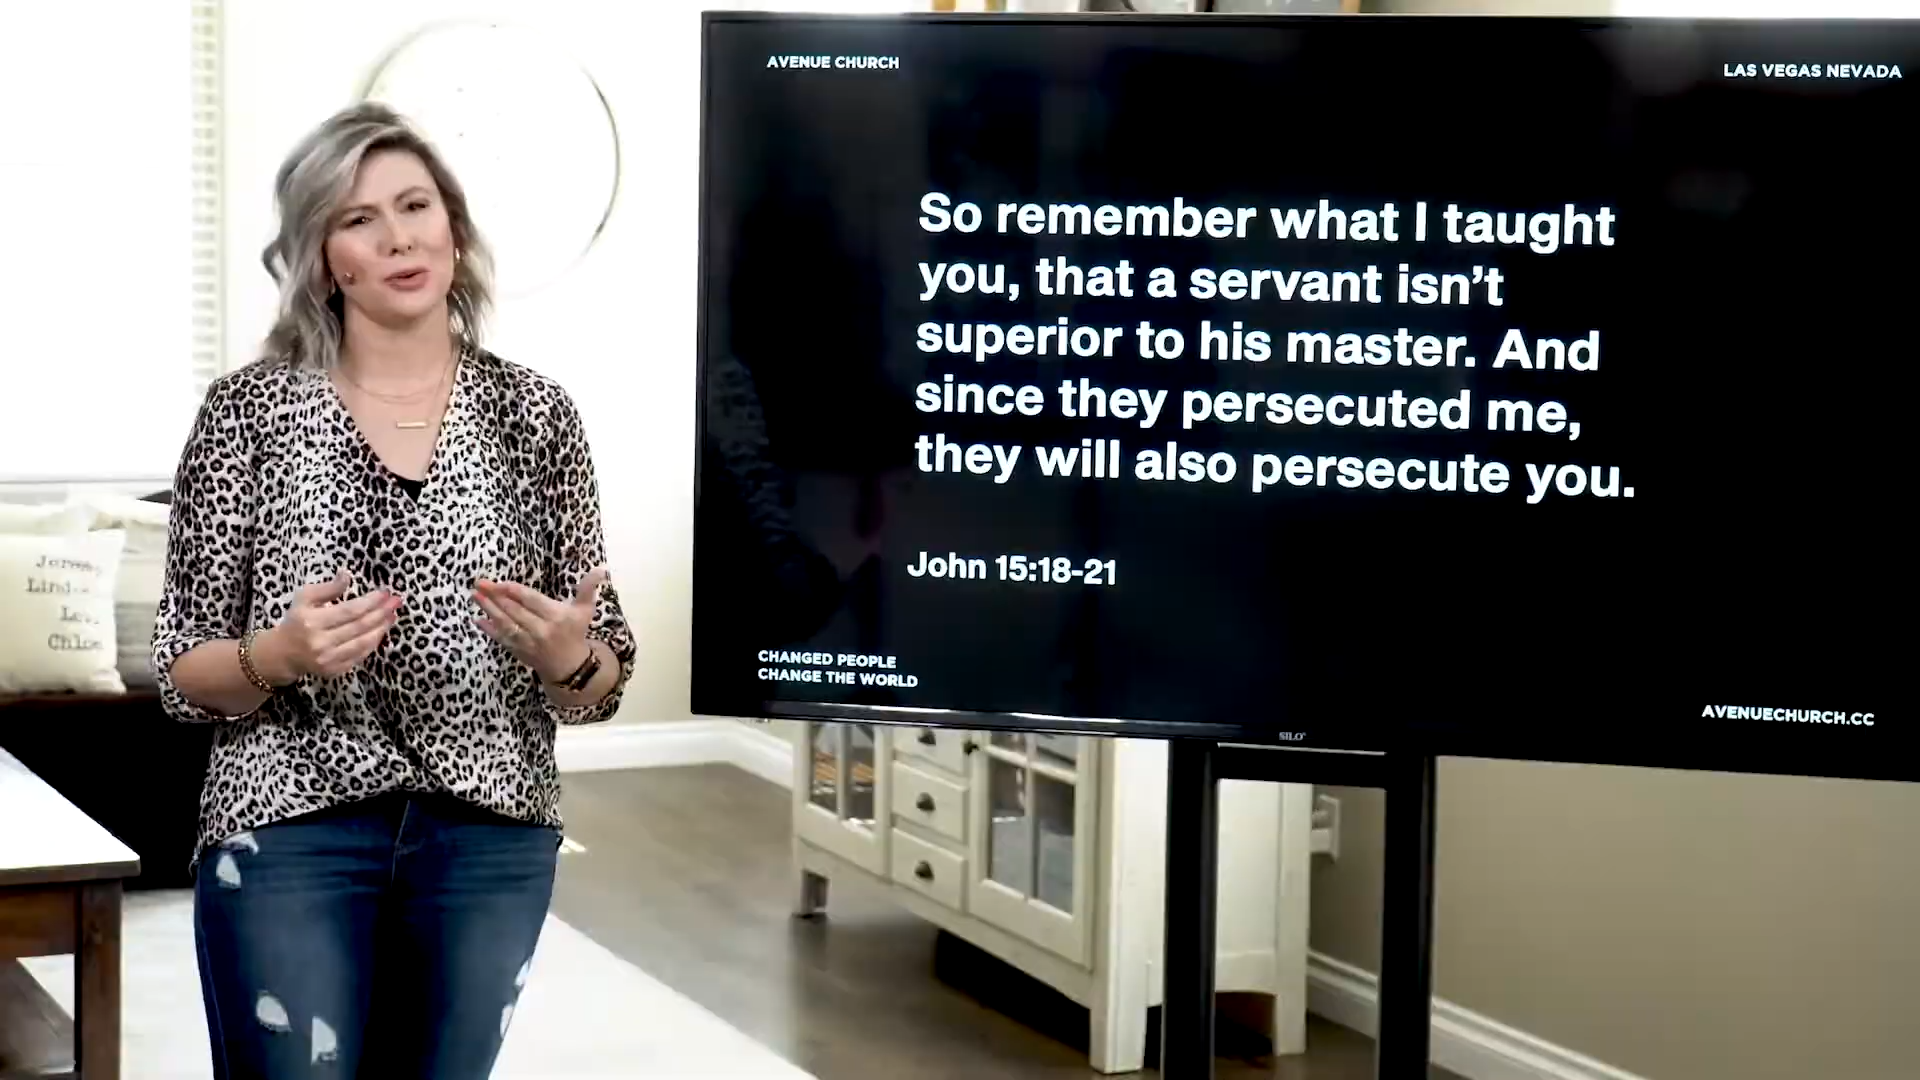 AVENUE CHURCH
LAS VEGAS NEVADA
So remember what I taught
you, that a servant isn’t
superior to his master. And
since they persecuted me,
they will also persecute you.
John 15:18-21
CHANGED PEOPLE
CHANGE THE WORLD
AVENUECHURCH.CC
SILO
Chloe